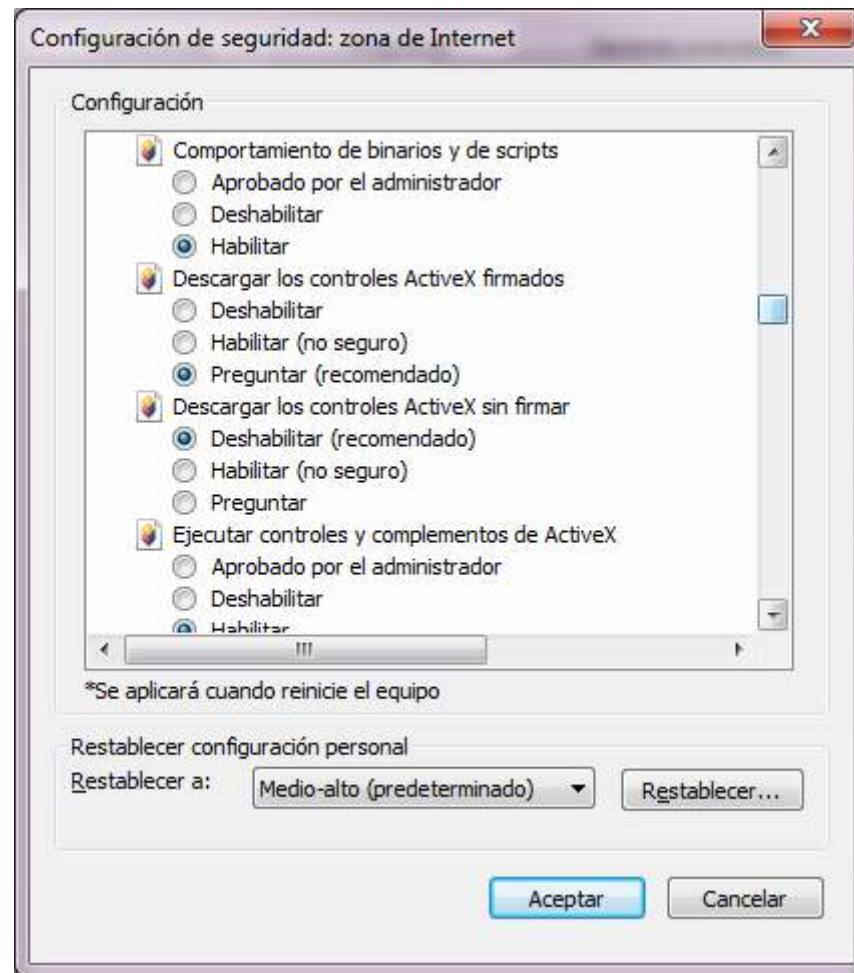 Configuración de seguridad: zona de Internet
Configuración
Comportamiento de binarios y de scripts
Aprobado por el administrador
Deshabilitar
Habilitar
Descargar los controles ActiveX firmados
Deshabilitar
Habilitar (no seguro)
Preguntar (recomendado)
Descargar los controles ActiveX sin firmar
Deshabilitar (recomendado)
Habilitar (no seguro)
Preguntar
Ejecutar controles y complementos de ActiveX
Aprobado por el administrador
Deshabilitar
Habilitar
*Se aplicará cuando reinicie el equipo
Restablecer configuración personal
Restablecer a: Medio-alto (predeterminado) Restablecer...
Aceptar Cancelar